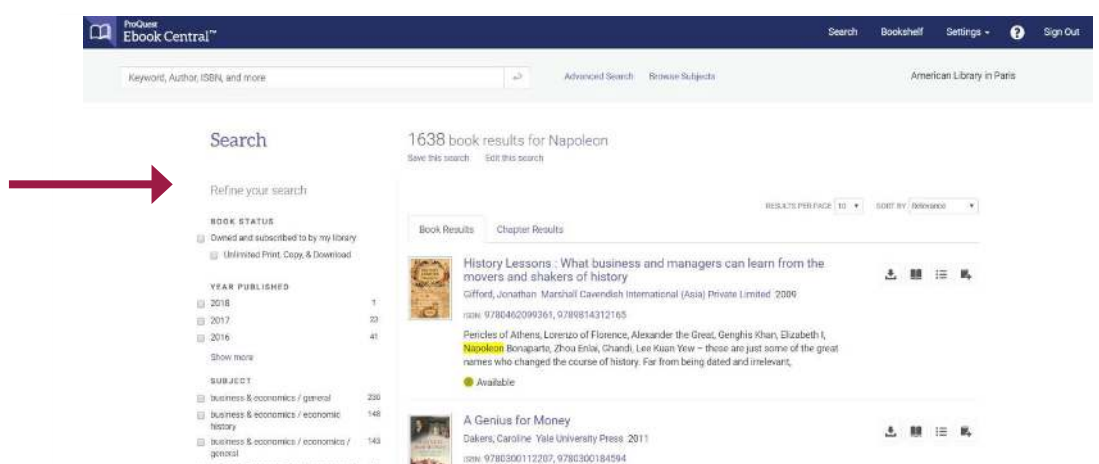 ProQuest
Ebook Central™
Search Bookshelf Settings ? Sign Out
Keyword, Author, ISBN, and more
Advanced Search Browse Subjects
American Library in Paris
Search
1638 book results for Napoleon
Save this search Edit this search
Refine your search
RESULTS PER PAGE 10 SORT BY Relevance
BOOK STATUS
Owned and subscribed to by my library
Unlimited Print, Copy, & Download
YEAR PUBLISHED
2018 1
2017 23
2016 41
Show more
SUBJECT
business & economics / general 230
business & economics / economic 148
history
business & economics / economics / 143
general
Book Results Chapter Results
History Lessons : What business and managers can learn from the
movers and shakers of history
Gifford, Jonathan Marshall Cavendish International (Asia) Private Limited 2009
ISBN: 9780462099361, 9789814312165
Pericles of Athens, Lorenzo of Florence, Alexander the Great, Genghis Khan, Elizabeth I,
Napoleon Bonaparte, Zhou Enlai, Ghandi, Lee Kuan Yew – these are just some of the great
names who changed the course of history. Far from being dated and irrelevant,
Available
A Genius for Money
Dakers, Caroline Yale University Press 2011
ISBN: 9780300112207, 9780300184594